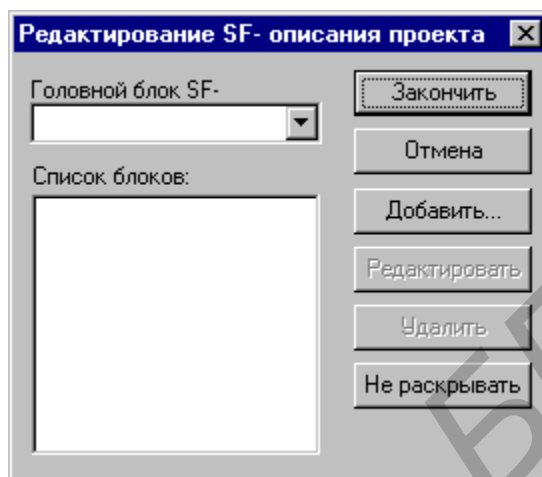 Редактирование SF- описания проекта
Головной блок SF-
Закончить
Отмена
Список блоков:
Добавить...
Редактировать
Удалить
Не раскрывать